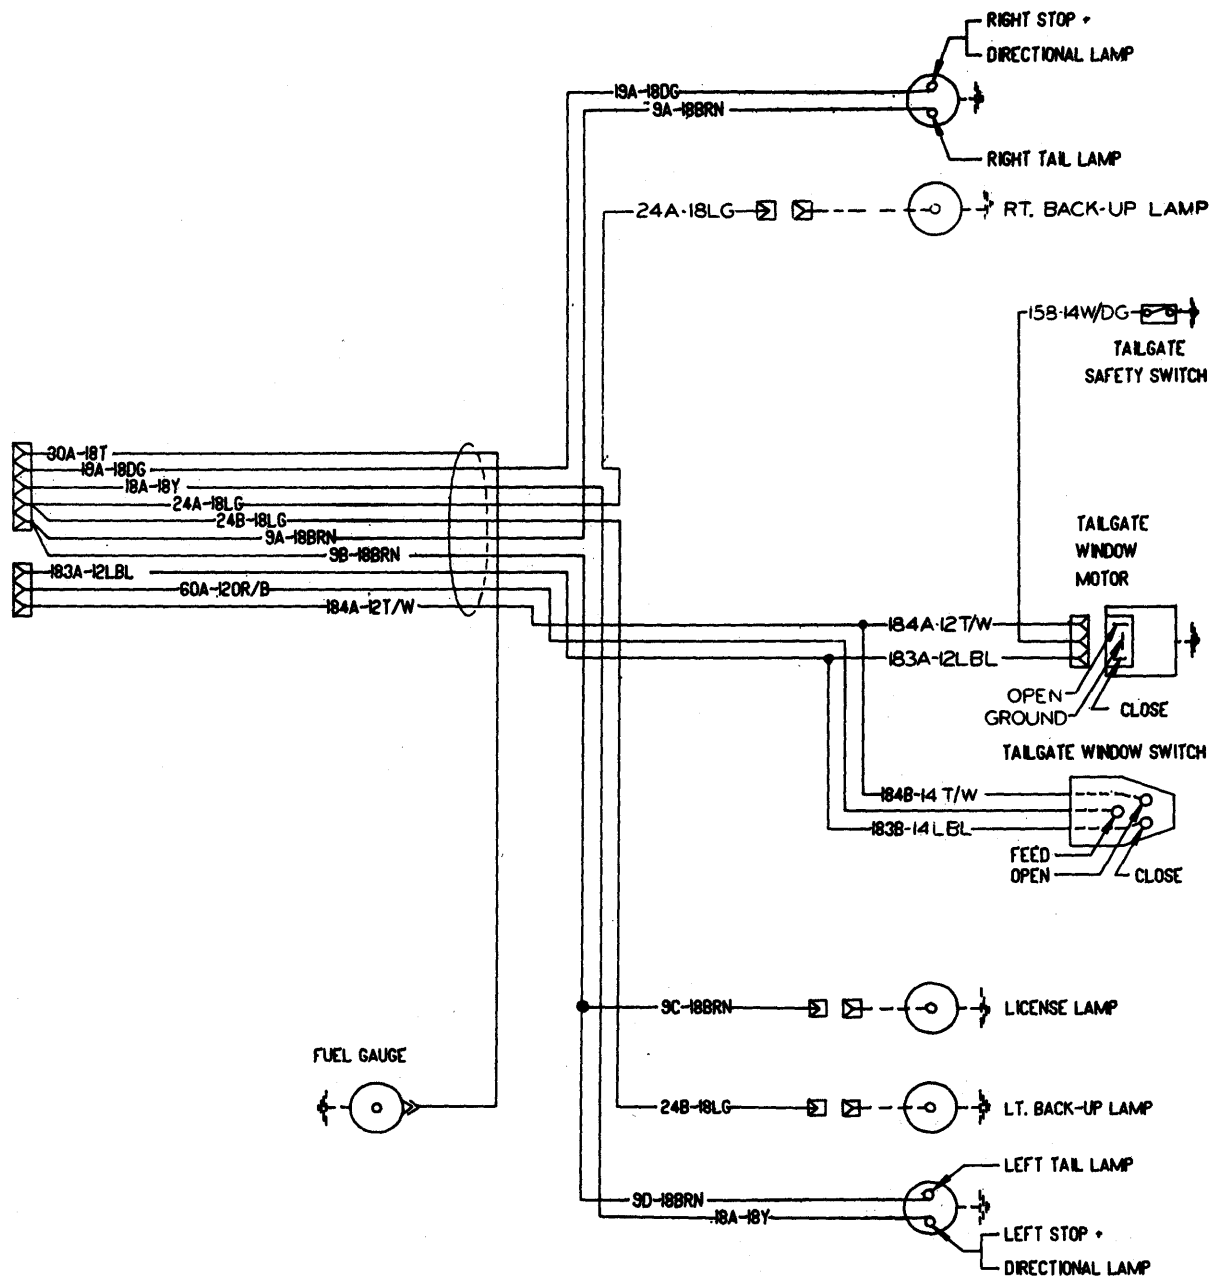 RIGHT STOP +
DIRECTIONAL LAMP
19A-18DG
9A-18BRN
RIGHT TAIL LAMP
24A-18LG
RT. BACK-UP LAMP
158-14W/DG
TAILGATE
SAFETY SWITCH
30A-18T
18A-18DG
18A-18Y
24A-18LG
24B-18LG
9A-18BRN
9B-18BRN
183A-12LBL
60A-12OR/B
184A-12T/W
TAILGATE
WINDOW
MOTOR
184A-12T/W
183A-12LBL
OPEN
GROUND
CLOSE
TAILGATE WINDOW SWITCH
184B-14 T/W
183B-14 LBL
FEED
OPEN
CLOSE
9C-18BRN
LICENSE LAMP
FUEL GAUGE
24B-18LG
LT. BACK-UP LAMP
LEFT TAIL LAMP
9D-18BRN
18A-18Y
LEFT STOP +
DIRECTIONAL LAMP